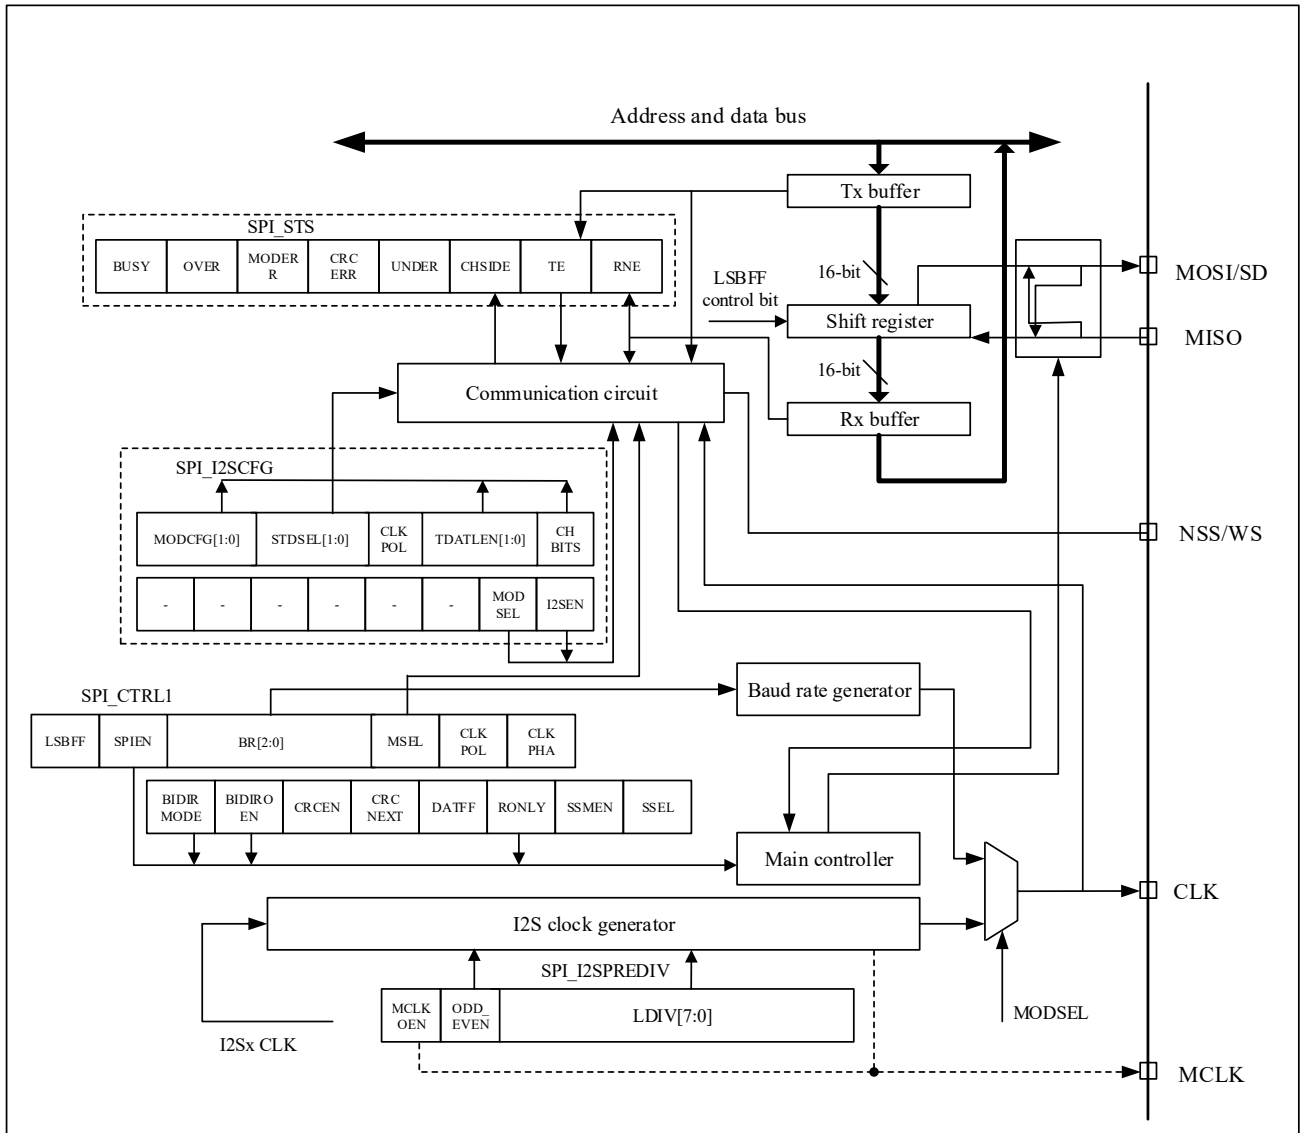 Address and data bus
Tx buffer
SPI_STS
BUSY
OVER
MODER
R
CRC
ERR
UNDER
CHSIDE
TE
RNE
16-bit
LSBFF
control bit
Shift register
MOSI/SD
MISO
16-bit
Communication circuit
Rx buffer
SPI_I2SCFG
MODCFG[1:0]
STDSEL[1:0]
CLK
POL
TDATLEN[1:0]
CH
BITS
NSS/WS
-
-
-
-
-
-
MOD
SEL
I2SEN
SPI_CTRL1
Baud rate generator
LSBFF
SPIEN
BR[2:0]
MSEL
CLK
POL
CLK
PHA
BIDIR
MODE
BIDIRO
EN
CRCEN
CRC
NEXT
DATFF
RONLY
SSMEN
SSEL
Main controller
CLK
I2S clock generator
SPI_I2SPREDIV
MCLK
OEN
ODD_
EVEN
LDIV[7:0]
MODSEL
I2Sx CLK
MCLK